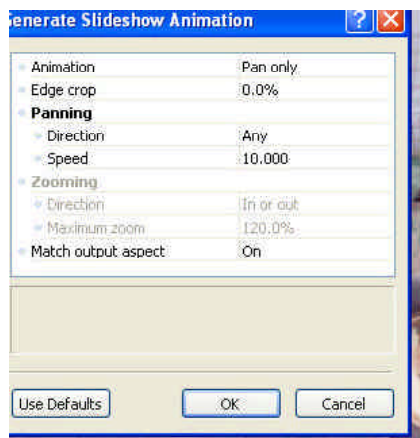 Generate Slideshow Animation
Animation Pan only
Edge crop 0.0%
Panning
Direction Any
Speed 10.000
Zooming
Direction In or out
Maximum zoom 120.0%
Match output aspect On
Use Defaults OK Cancel